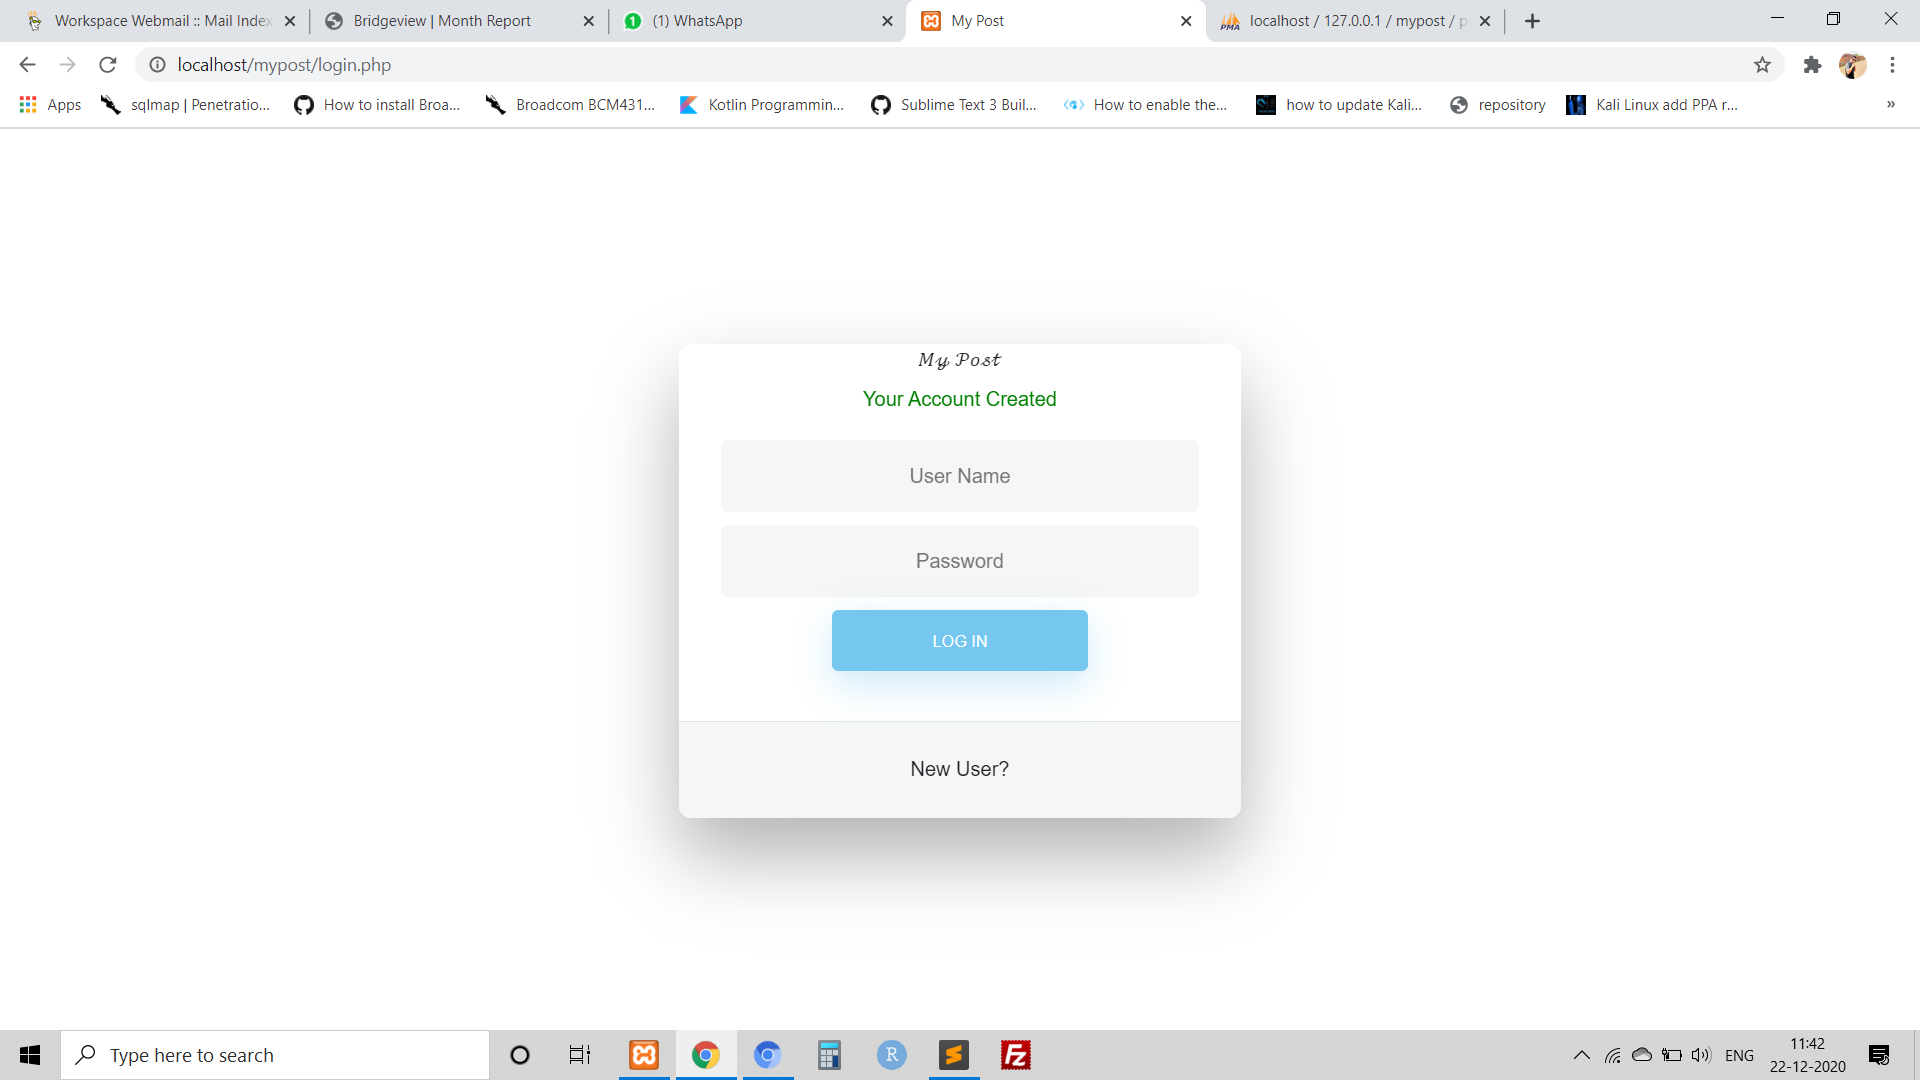 Workspace Webmail :: Mail Index
Bridgeview | Month Report
(1) WhatsApp
My Post
localhost / 127.0.0.1 / mypost / p
localhost/mypost/login.php
Apps
sqlmap | Penetratio...
How to install Broa...
Broadcom BCM431...
Kotlin Programmin...
Sublime Text 3 Buil...
How to enable the...
how to update Kali...
repository
Kali Linux add PPA r...
»
My Post
Your Account Created
User Name
Password
LOG IN
New User?
Type here to search
ENG
11:42
22-12-2020